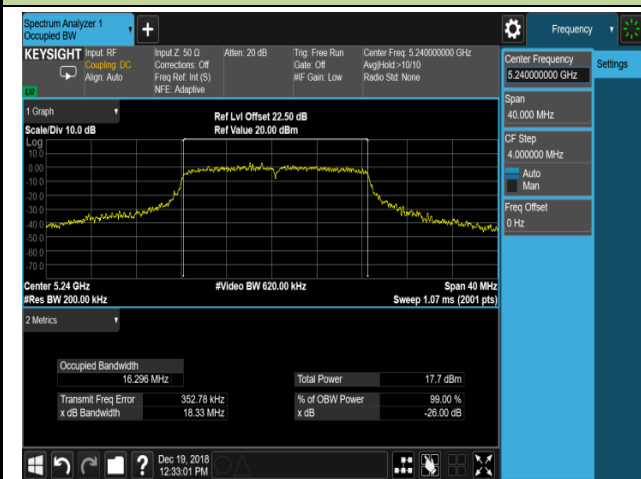 Spectrum Analyzer 1
Occupied BW
Frequency
KEYSIGHT
Input: RF
Coupling: DC
Align: Auto
Input Z: 50 Ω
Corrections: Off
Freq Ref: Int (S)
NFE: Adaptive
Atten: 20 dB
Trig: Free Run
Gate: Off
#IF Gain: Low
Center Freq: 5.240000000 GHz
Avg|Hold:>10/10
Radio Std: None
LW
Center Frequency
5.240000000 GHz
Settings
Span
40.000 MHz
CF Step
4.000000 MHz
Auto
Man
Freq Offset
0 Hz
1 Graph
Scale/Div 10.0 dB
Ref Lvl Offset 22.50 dB
Ref Value 20.00 dBm
Log
10.0
0.00
-10.0
-20.0
-30.0
-40.0
-50.0
-60.0
-70.0
Center 5.24 GHz
#Video BW 620.00 kHz
Span 40 MHz
#Res BW 200.00 kHz
Sweep 1.07 ms (2001 pts)
2 Metrics
Occupied Bandwidth
16.296 MHz
Total Power 17.7 dBm
Transmit Freq Error 352.78 kHz
% of OBW Power 99.00 %
x dB Bandwidth 18.33 MHz
x dB -26.00 dB
?
Dec 19, 2018
12:33:01 PM